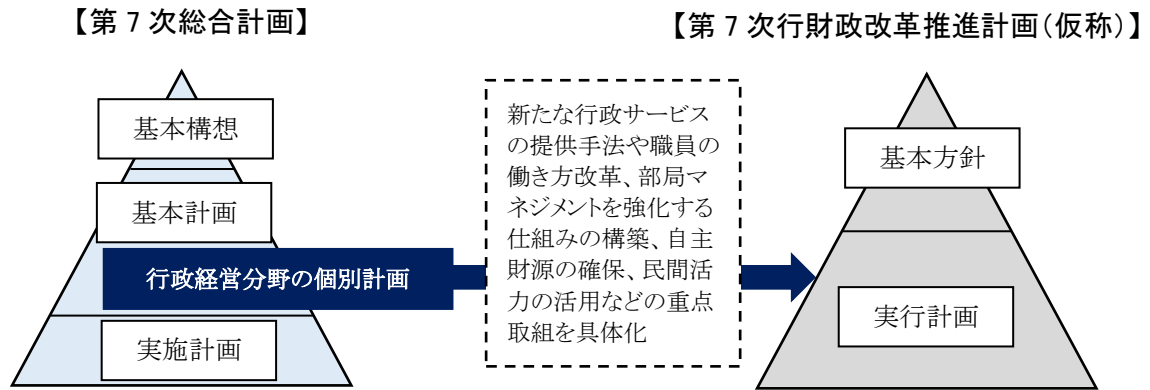 【第7次総合計画】
【第7次行財政改革推進計画（仮称）】
基本構想
基本計画
行政経営分野の個別計画
実施計画
新たな行政サービス
の提供手法や職員の
働き方改革、部局マ
ネジメントを強化する
仕組みの構築、自主
財源の確保、民間活
力の活用などの重点
取組を具体化
基本方針
実行計画